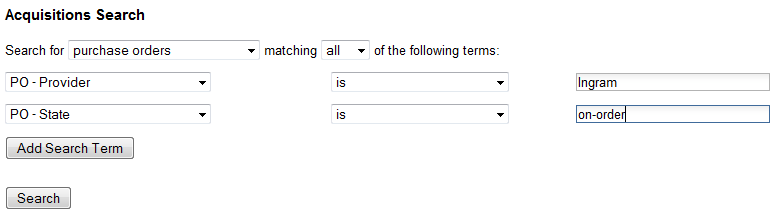 Acquisitions Search
Search for purchase orders matching all of the following terms:
PO - Provider is Ingram
PO - State is on-order
Add Search Term
Search